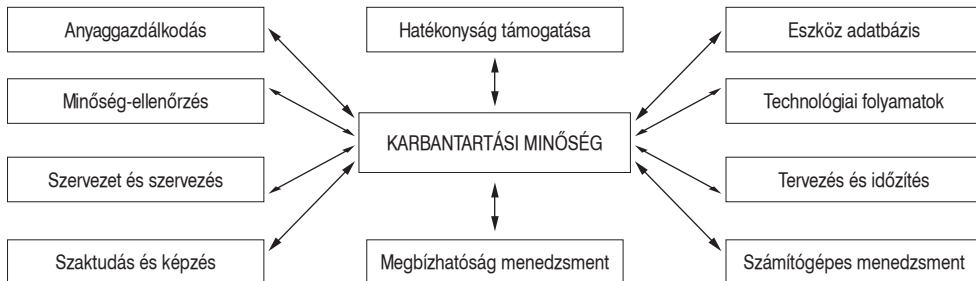 Anyaggazdálkodás
Hatékonyság támogatása
Eszköz adatbázis
Minőség-ellenőrzés
Technológiai folyamatok
KARBANTARTÁSI MINŐSÉG
Szervezet és szervezés
Tervezés és időzítés
Szaktudás és képzés
Megbízhatóság menedzsment
Számítógépes menedzsment